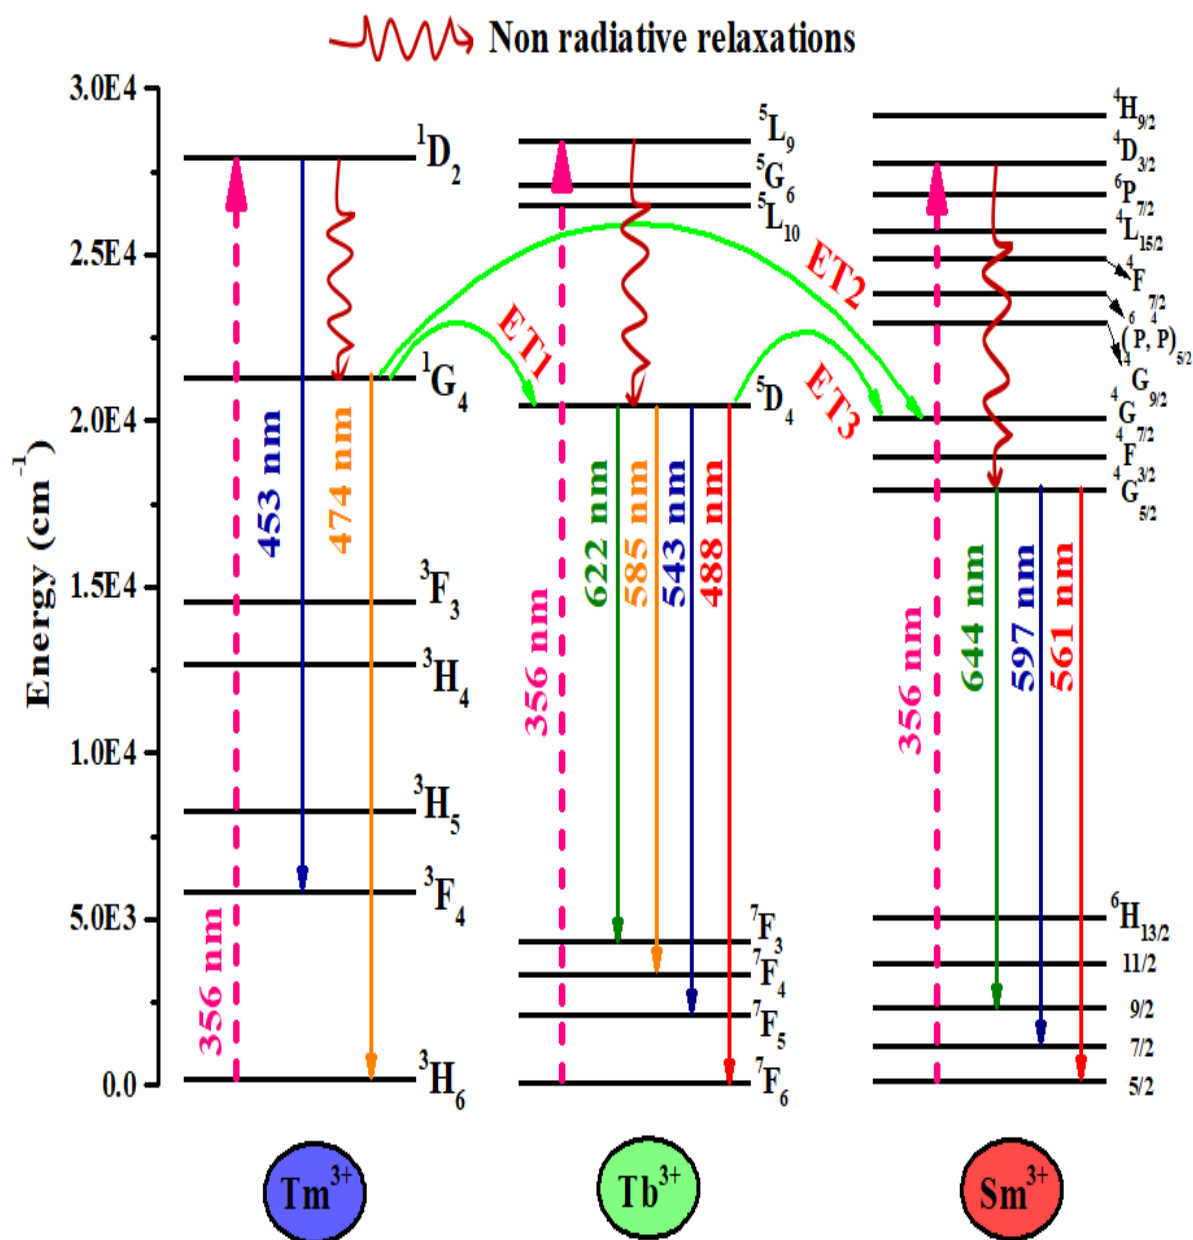 Non radiative relaxations
Energy (cm⁻¹)
3.0E4
2.5E4
2.0E4
1.5E4
1.0E4
5.0E3
0.0
¹D₂
¹G₄
³F₃
³H₄
³H₅
³F₄
³H₆
356 nm
453 nm
474 nm
Tm³⁺
ET1
ET2
ET3
⁵L₉
⁵G₆
⁵L₁₀
⁵D₄
⁷F₃
⁷F₄
⁷F₅
⁷F₆
356 nm
622 nm
585 nm
543 nm
488 nm
Tb³⁺
⁴H9/2
⁴D3/2
⁶P7/2
⁴L15/2
⁴F7/2
(⁶P, ⁴P)5/2
⁴G9/2
⁴G7/2
⁴F3/2
⁴G5/2
⁶H13/2
11/2
9/2
7/2
5/2
356 nm
644 nm
597 nm
561 nm
Sm³⁺